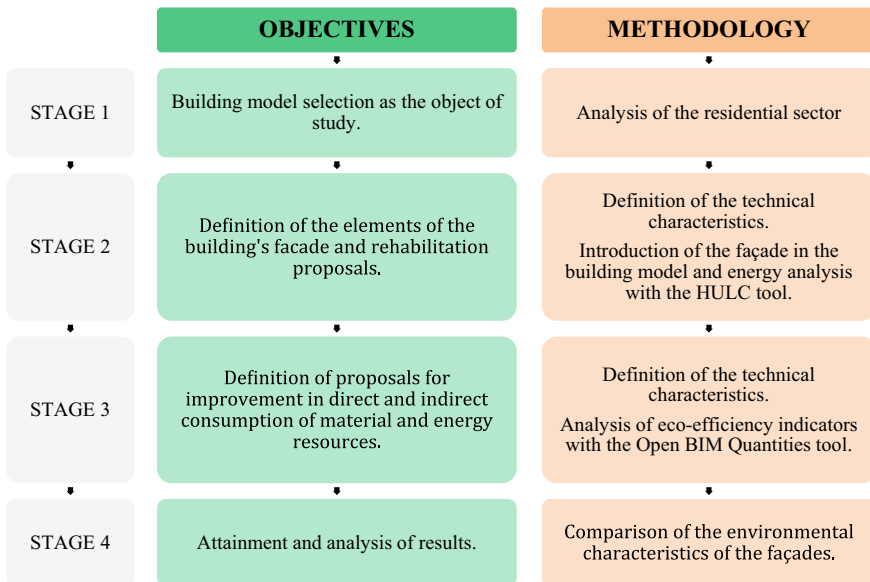 OBJECTIVES
METHODOLOGY
STAGE 1
Building model selection as the object of
study.
Analysis of the residential sector
STAGE 2
Definition of the elements of the
building's facade and rehabilitation
proposals.
Definition of the technical
characteristics.
Introduction of the façade in the
building model and energy analysis
with the HULC tool.
STAGE 3
Definition of proposals for
improvement in direct and indirect
consumption of material and energy
resources.
Definition of the technical
characteristics.
Analysis of eco-efficiency indicators
with the Open BIM Quantities tool.
STAGE 4
Attainment and analysis of results.
Comparison of the environmental
characteristics of the façades.